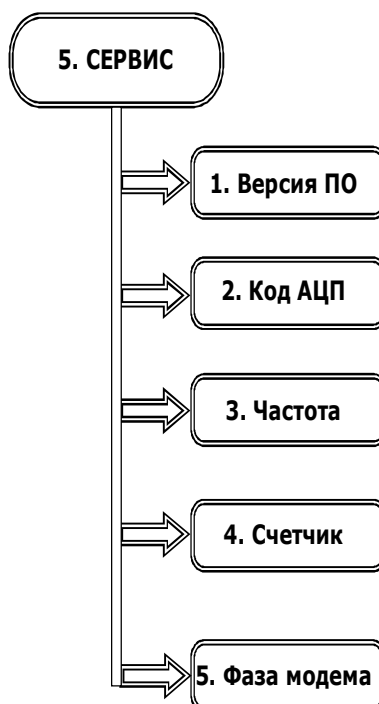 5. СЕРВИС
1. Версия ПО
2. Код АЦП
3. Частота
4. Счетчик
5. Фаза модема